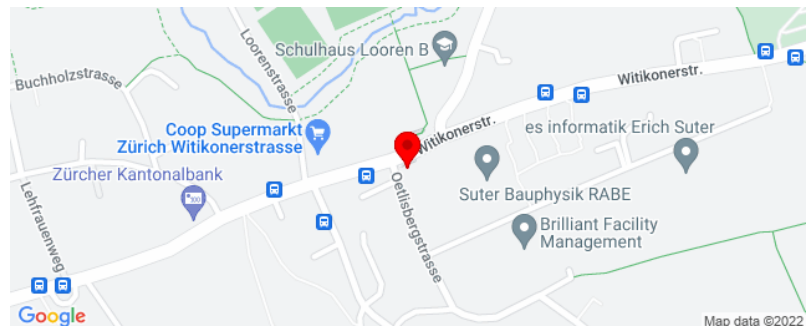 Loorenstrasse
Schulhaus Looren B
Buchholzstrasse
Witikonerstr.
Coop Supermarkt
Zürich Witikonerstrasse
Witikonerstr.
es informatik Erich Suter
Zürcher Kantonalbank
100
Lehfrauenweg
Oetlisbergstrasse
Suter Bauphysik RABE
Brilliant Facility
Management
Google
Map data ©2022